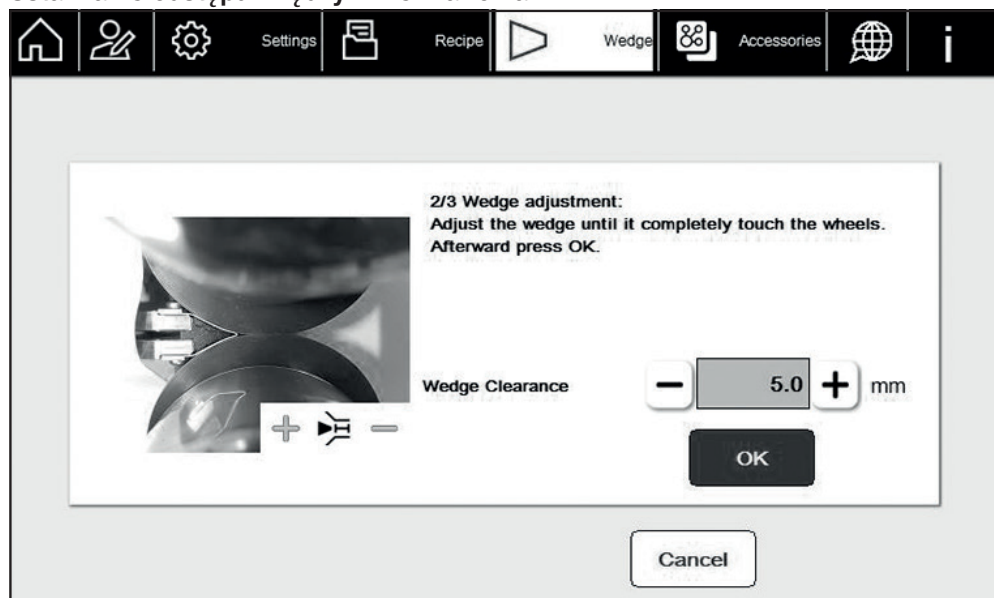 Settings
Recipe
Wedge
Accessories
i
2/3 Wedge adjustment:
Adjust the wedge until it completely touch the wheels.
Afterward press OK.
Wedge Clearance
− 5.0 + mm
+ −
OK
Cancel